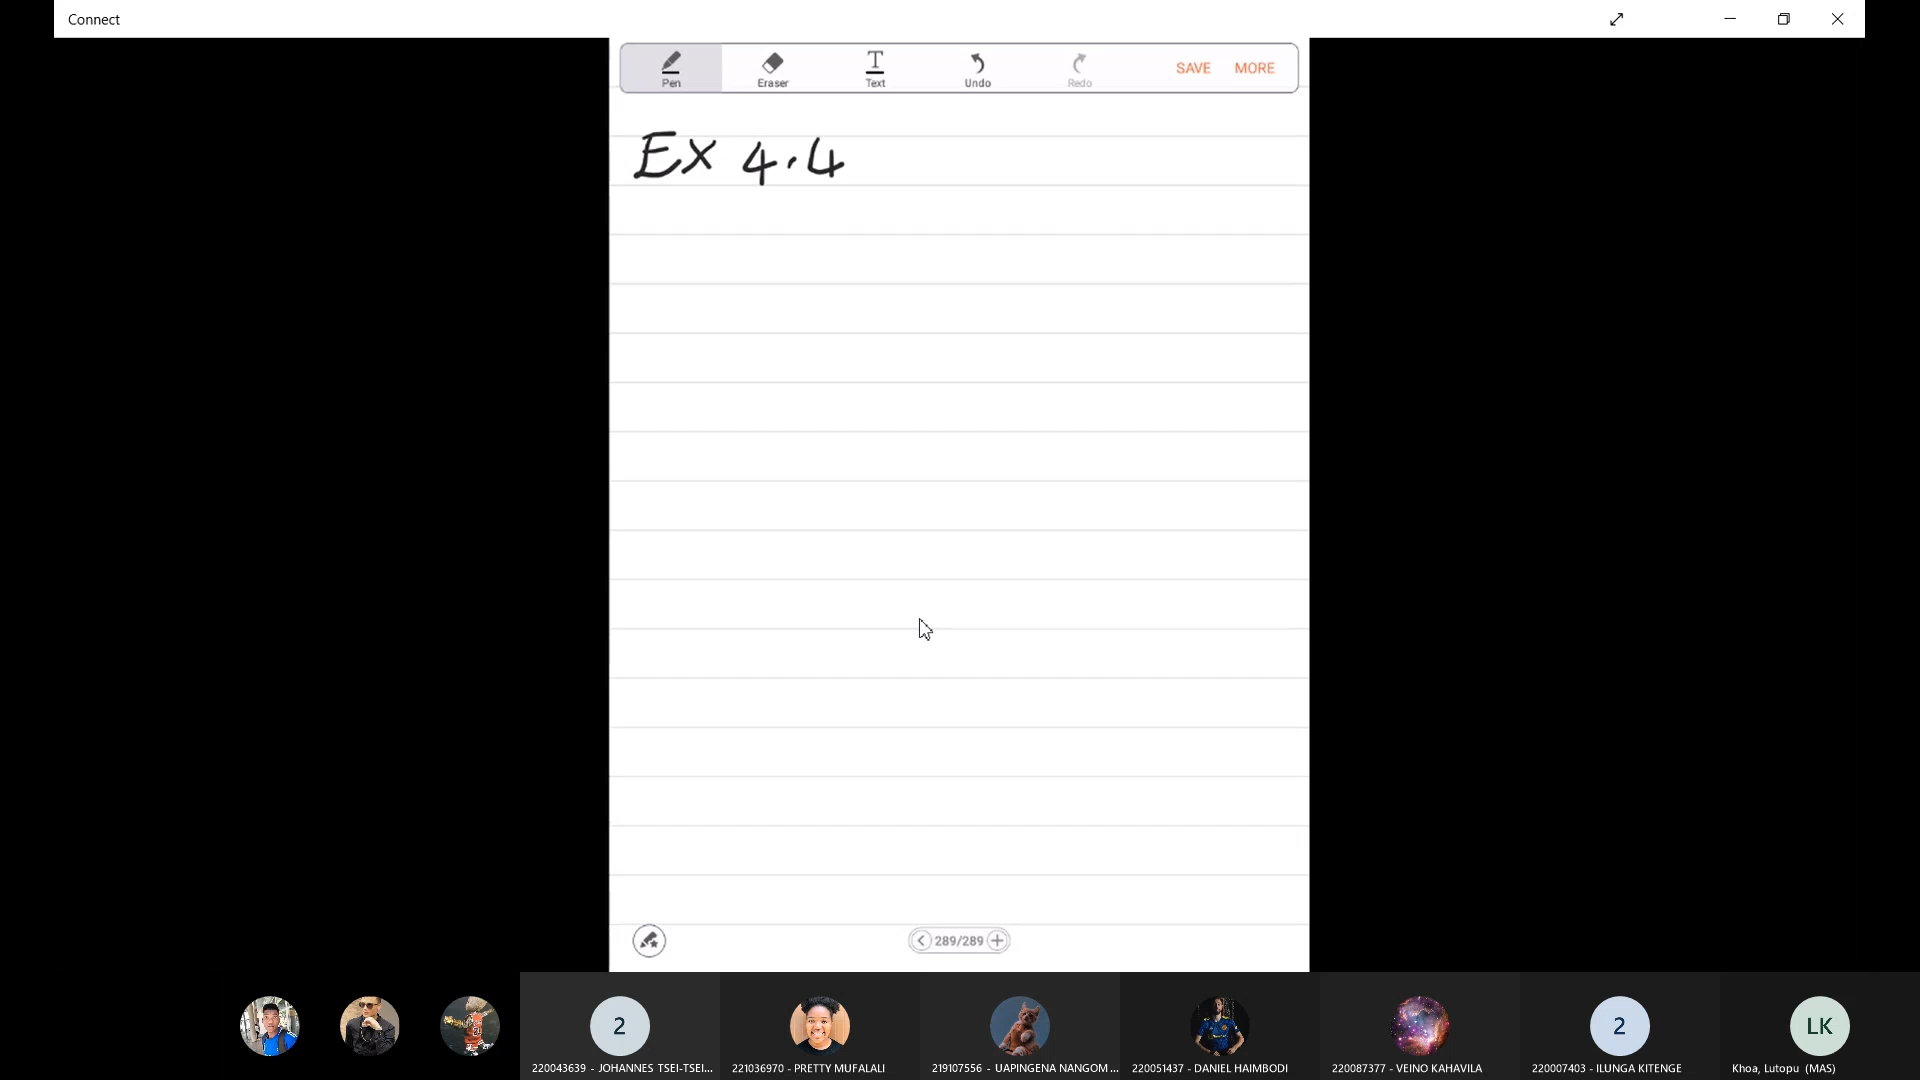 Connect
Pen
Eraser
Text
Undo
Redo
SAVE
MORE
Ex 4.4
289/289
2
2
LK
220043639 - JOHANNES TSEI-TSEI...
221036970 - PRETTY MUFALALI
219107556 - UAPINGENA NANGOM...
220051437 - DANIEL HAIMBODI
220087377 - VEINO KAHAVILA
220007403 - ILUNGA KITENGE
Khoa, Lutopu (MAS)